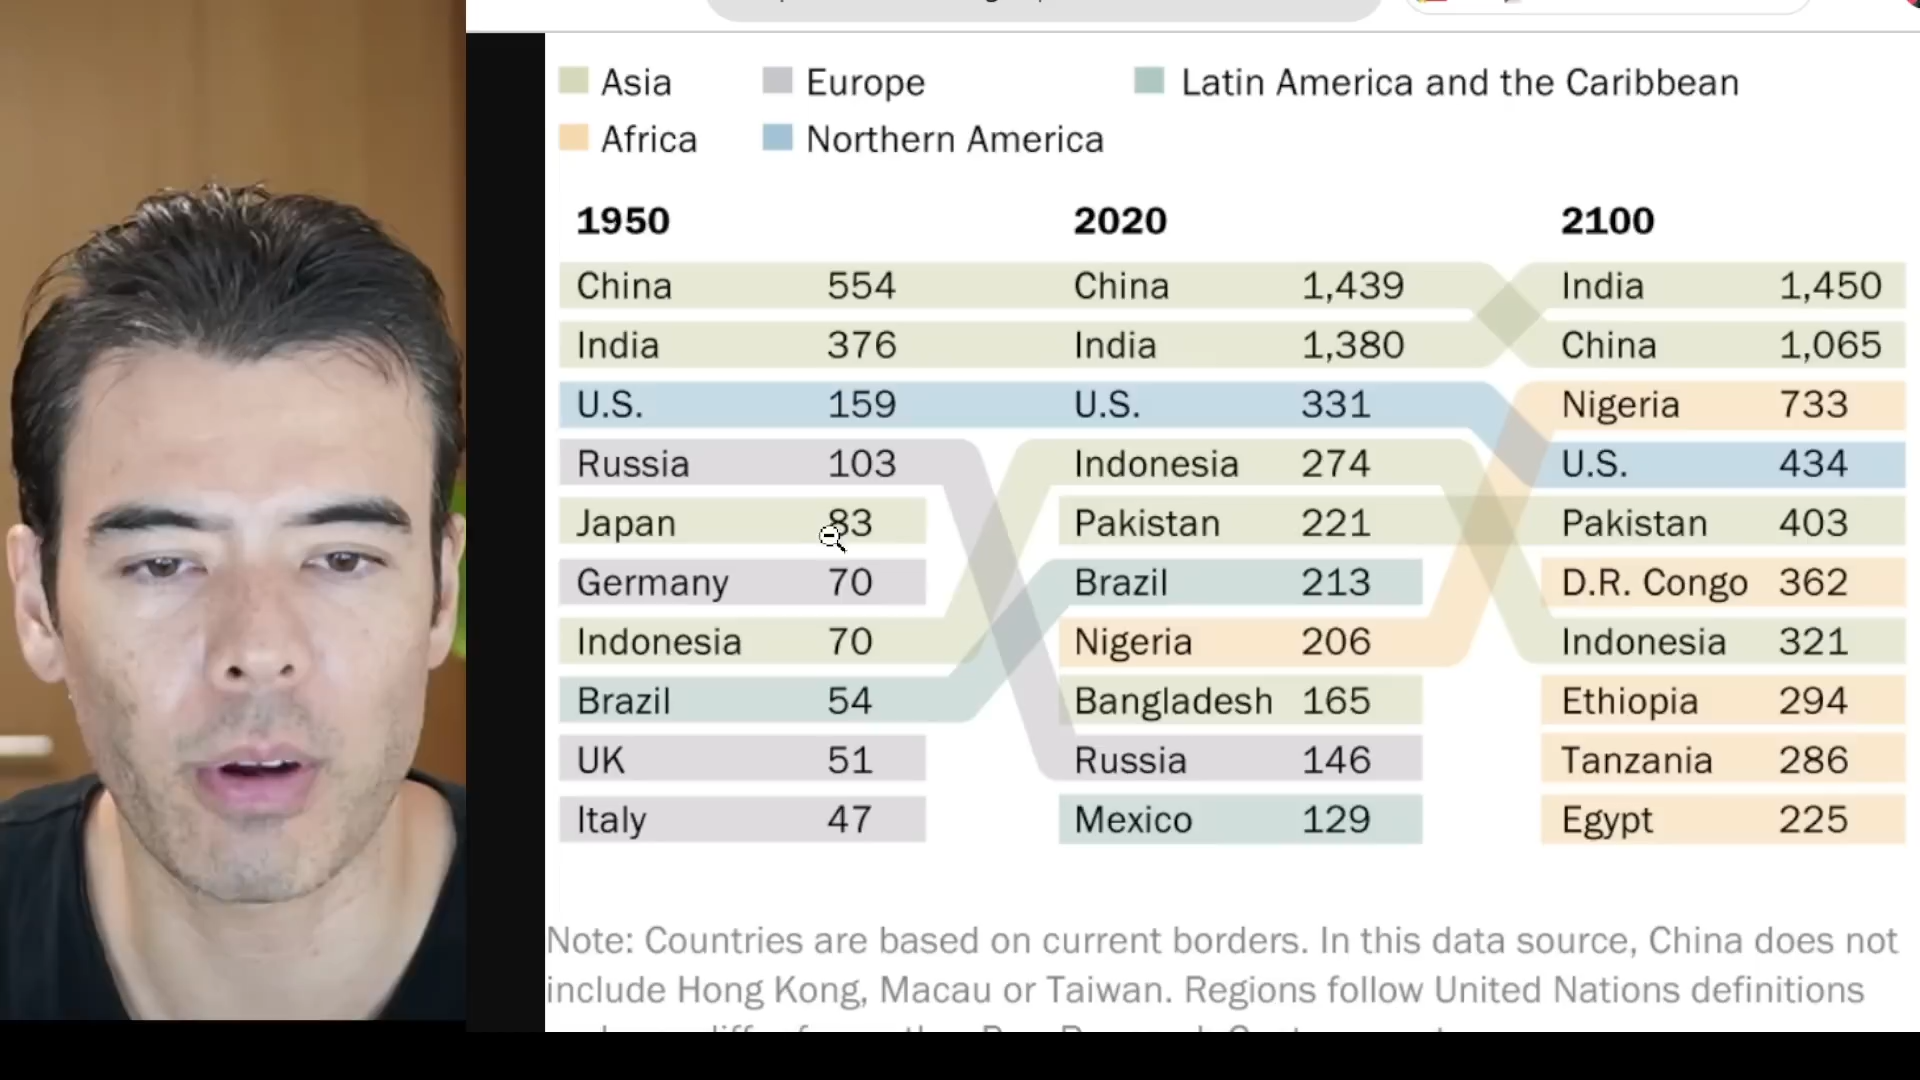 Asia Europe Latin America and the Caribbean
Africa Northern America
1950 2020 2100
China 554 China 1,439 India 1,450
India 376 India 1,380 China 1,065
U.S. 159 U.S. 331 Nigeria 733
Russia 103 Indonesia 274 U.S. 434
Japan 83 Pakistan 221 Pakistan 403
Germany 70 Brazil 213 D.R. Congo 362
Indonesia 70 Nigeria 206 Indonesia 321
Brazil 54 Bangladesh 165 Ethiopia 294
UK 51 Russia 146 Tanzania 286
Italy 47 Mexico 129 Egypt 225
Note: Countries are based on current borders. In this data source, China does not
include Hong Kong, Macau or Taiwan. Regions follow United Nations definitions